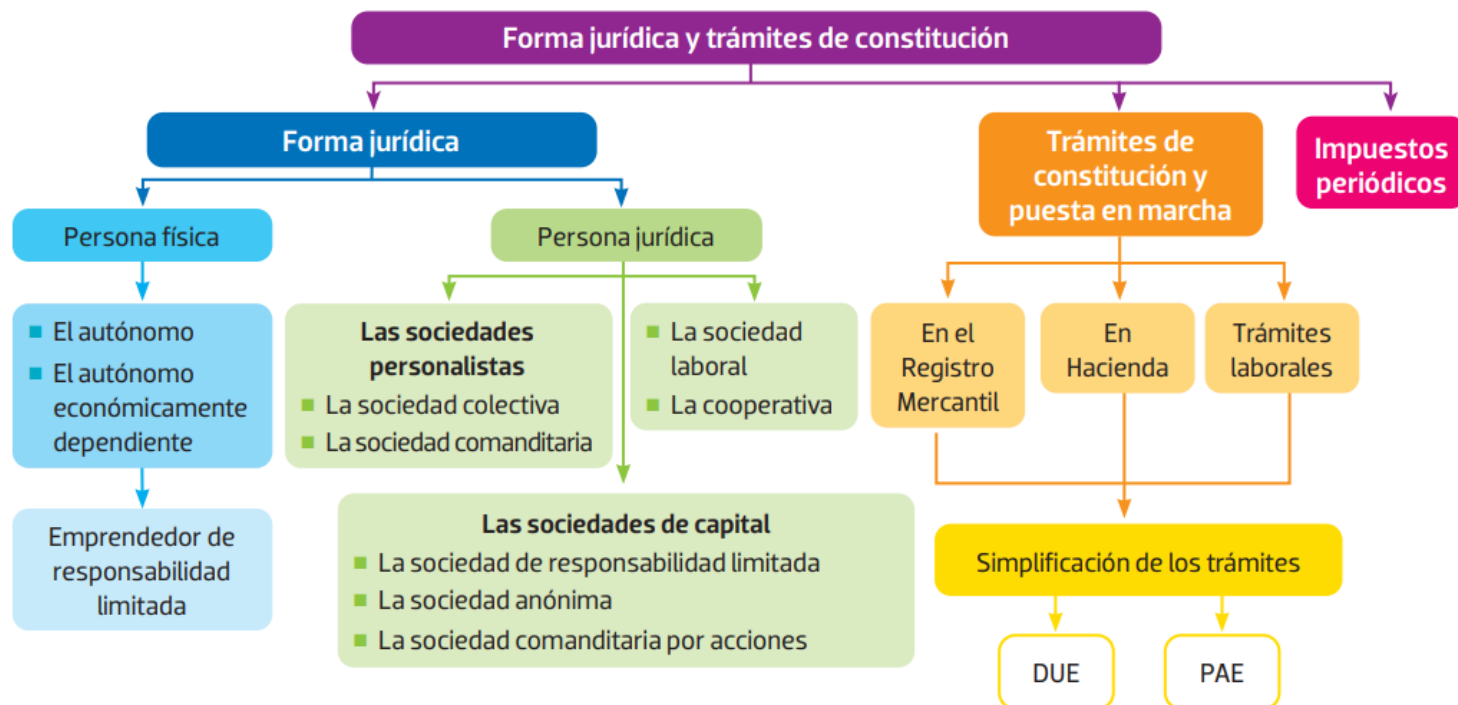 Forma jurídica y trámites de constitución
Forma jurídica
Trámites de
constitución y
puesta en marcha
Impuestos
periódicos
Persona física
Persona jurídica
El autónomo
El autónomo
económicamente
dependiente
Las sociedades
personalistas
La sociedad colectiva
La sociedad comanditaria
La sociedad
laboral
La cooperativa
En el
Registro
Mercantil
En
Hacienda
Trámites
laborales
Emprendedor de
responsabilidad
limitada
Las sociedades de capital
La sociedad de responsabilidad limitada
La sociedad anónima
La sociedad comanditaria por acciones
Simplificación de los trámites
DUE
PAE